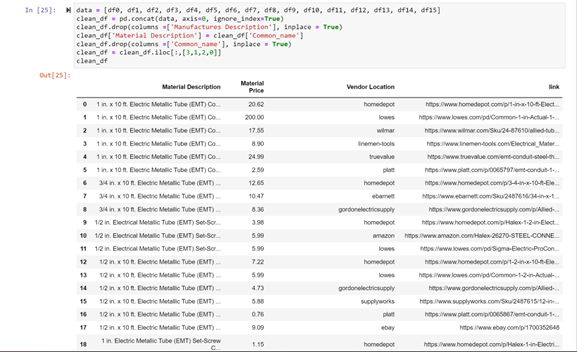 In [25]: data = [df0, df1, df2, df3, df4, df5, df6, df7, df8, df9, df10, df11, df12, df13, df14, df15]
clean_df = pd.concat(data, axis=0, ignore_index=True)
clean_df.drop(columns =['Manufactures Description'], inplace = True)
clean_df['Material Description'] = clean_df['Common_name']
clean_df.drop(columns =['Common_name'], inplace = True)
clean_df = clean_df.iloc[:,[3,1,2,0]]
clean_df
Out[25]:
Material Description Material Price Vendor Location link
0 1 in. x 10 ft. Electric Metallic Tube (EMT) Co... 20.62 homedepot https://www.homedepot.com/p/1-in-x-10-ft-Elect...
1 1 in. x 10 ft. Electric Metallic Tube (EMT) Co... 200.00 lowes https://www.lowes.com/pd/Common-1-in-Actual-1-...
2 1 in. x 10 ft. Electric Metallic Tube (EMT) Co... 17.55 wilmar https://www.wilmar.com/Sku/24-87610/allied-tub...
3 1 in. x 10 ft. Electric Metallic Tube (EMT) Co... 8.90 linemen-tools https://www.linemen-tools.com/Electrical_Mater...
4 1 in. x 10 ft. Electric Metallic Tube (EMT) Co... 24.99 truevalue https://www.truevalue.com/emt-conduit-steel-th...
5 1 in. x 10 ft. Electric Metallic Tube (EMT) Co... 2.59 platt https://www.platt.com/p/0065797/emt-conduit-1-...
6 3/4 in. x 10 ft. Electric Metallic Tube (EMT) ... 12.65 homedepot https://www.homedepot.com/p/3-4-in-x-10-ft-Ele...
7 3/4 in. x 10 ft. Electric Metallic Tube (EMT) ... 10.47 ebarnett https://www.ebarnett.com/Sku/2487616/34-in-x-1...
8 3/4 in. x 10 ft. Electric Metallic Tube (EMT) ... 8.36 gordonelectricsupply https://www.gordonelectricsupply.com/p/Allied-...
9 1/2 in. Electrical Metallic Tube (EMT) Set-Scr... 3.98 homedepot https://www.homedepot.com/p/Halex-1-2-in-Elect...
10 1/2 in. Electrical Metallic Tube (EMT) Set-Scr... 5.99 amazon https://www.amazon.com/Halex-26270-STEEL-CONNE...
11 1/2 in. Electrical Metallic Tube (EMT) Set-Scr... 5.99 lowes https://www.lowes.com/pd/Sigma-Electric-ProCon...
12 1/2 in. x 10 ft. Electric Metallic Tube (EMT) ... 7.22 homedepot https://www.homedepot.com/p/1-2-in-x-10-ft-Ele...
13 1/2 in. x 10 ft. Electric Metallic Tube (EMT) ... 5.99 lowes https://www.lowes.com/pd/Common-1-2-in-Actual-...
14 1/2 in. x 10 ft. Electric Metallic Tube (EMT) ... 4.73 gordonelectricsupply https://www.gordonelectricsupply.com/p/Allied-...
15 1/2 in. x 10 ft. Electric Metallic Tube (EMT) ... 5.88 supplyworks https://www.supplyworks.com/Sku/2487615/12-in-...
16 1/2 in. x 10 ft. Electric Metallic Tube (EMT) ... 0.76 platt https://www.platt.com/p/0065867/emt-conduit-1-...
17 1/2 in. x 10 ft. Electric Metallic Tube (EMT) ... 9.09 ebay https://www.ebay.com/p/1700352648
18 1 in. Electric Metallic Tube (EMT) Set-Screw C... 1.15 homedepot https://www.homedepot.com/p/Halex-1-in-Electri...